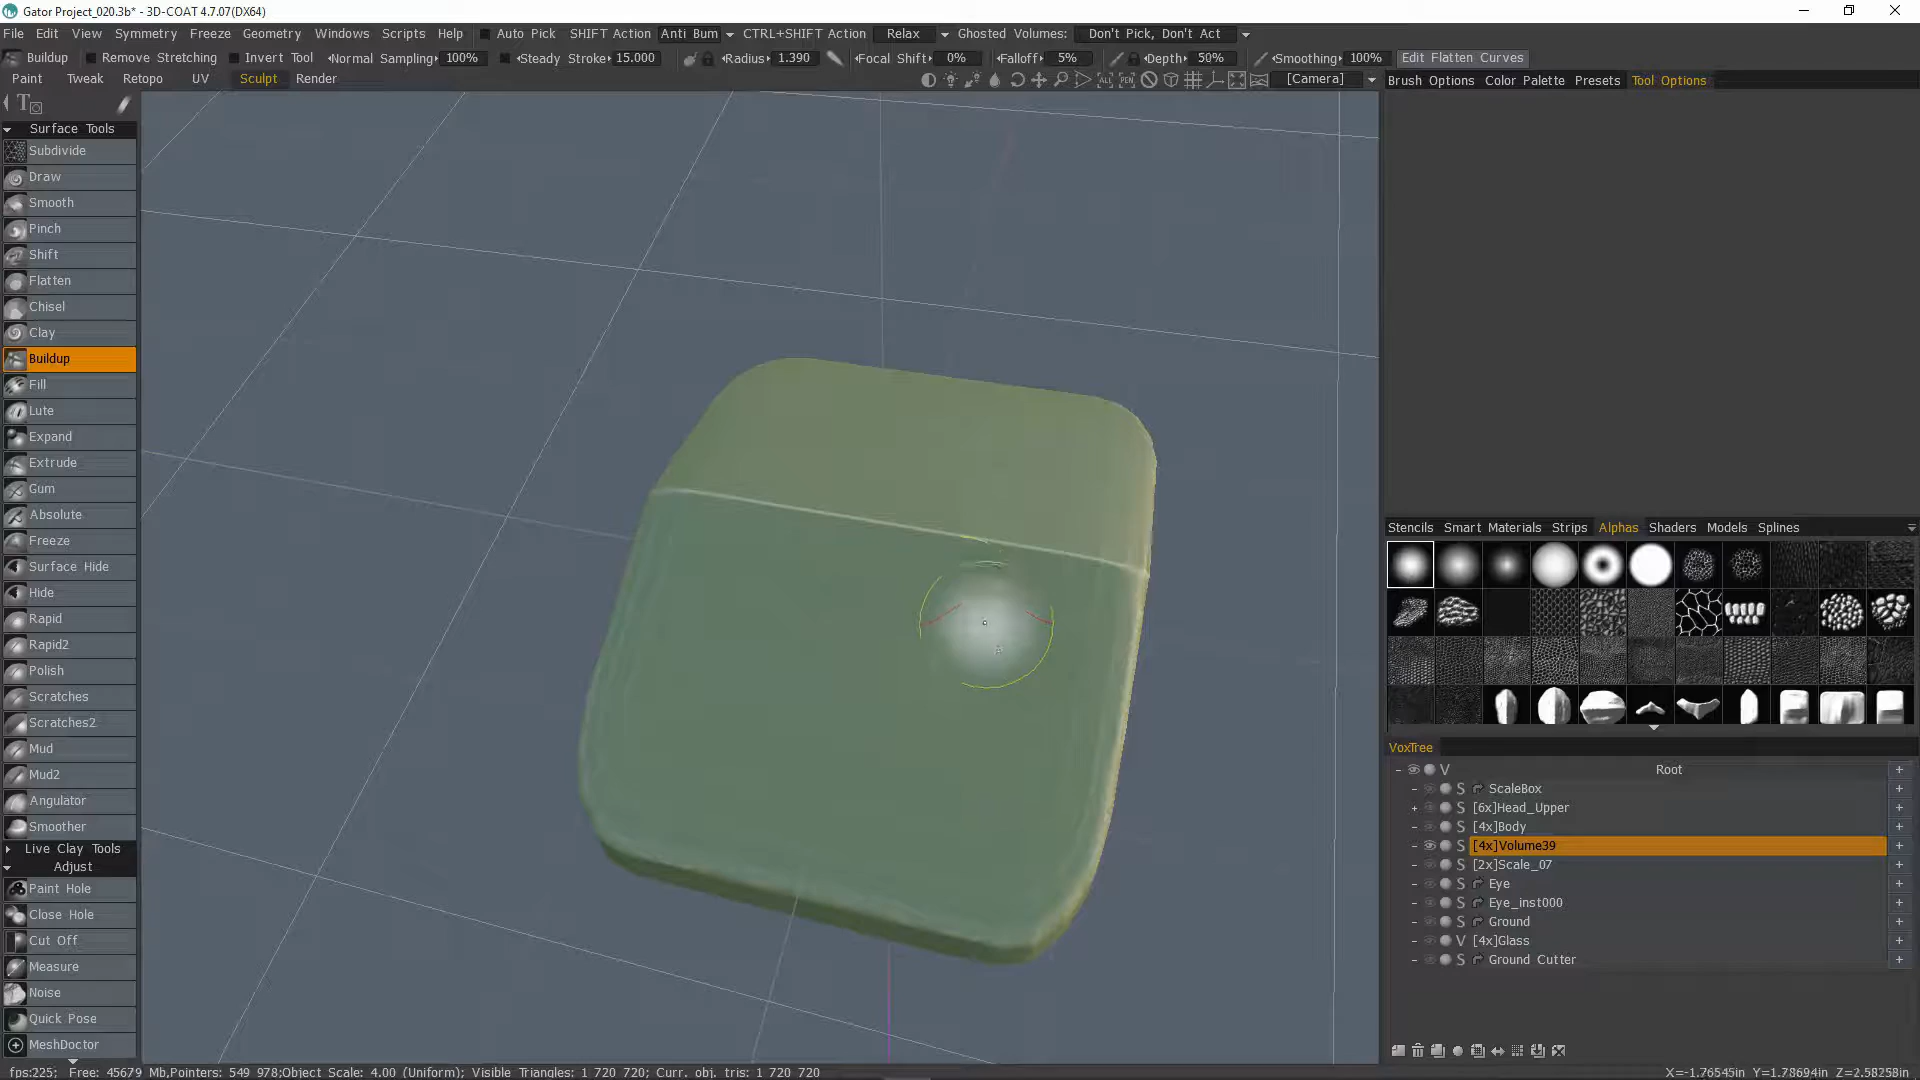 Gator Project_020.3b* - 3D-COAT 4.7.07(DX64)
File Edit View Symmetry Freeze Geometry Windows Scripts Help Auto Pick SHIFT Action Anti Bum CTRL+SHIFT Action Relax Ghosted Volumes: Don't Pick, Don't Act
Buildup Remove Stretching Invert Tool Normal Sampling 100% Steady Stroke 15.000 Radius 1.390 Focal Shift 0% Falloff 5% Depth 50% Smoothing 100% Edit Flatten Curves
Paint Tweak Retopo UV Sculpt Render [Camera] Brush Options Color Palette Presets Tool Options
Surface Tools
Subdivide
Draw
Smooth
Pinch
Shift
Flatten
Chisel
Clay
Buildup
Fill
Lute
Expand
Extrude
Gum
Absolute
Freeze
Surface Hide
Hide
Rapid
Rapid2
Polish
Scratches
Scratches2
Mud
Mud2
Angulator
Smoother
Live Clay Tools
Adjust
Paint Hole
Close Hole
Cut Off
Measure
Noise
Quick Pose
MeshDoctor
Stencils Smart Materials Strips Alphas Shaders Models Splines
VoxTree
V Root +
S ScaleBox +
+ S [6x]Head_Upper +
S [4x]Body +
S [4x]Volume39 +
S [2x]Scale_07 +
S Eye +
S Eye_inst000 +
S Ground +
V [4x]Glass +
S Ground Cutter +
fps:225; Free: 45679 Mb,Pointers: 549 978;Object Scale: 4.00 (Uniform); Visible Triangles: 1 720 720; Curr. obj. tris: 1 720 720 X=-1.76545in Y=1.78694in Z=2.58258in